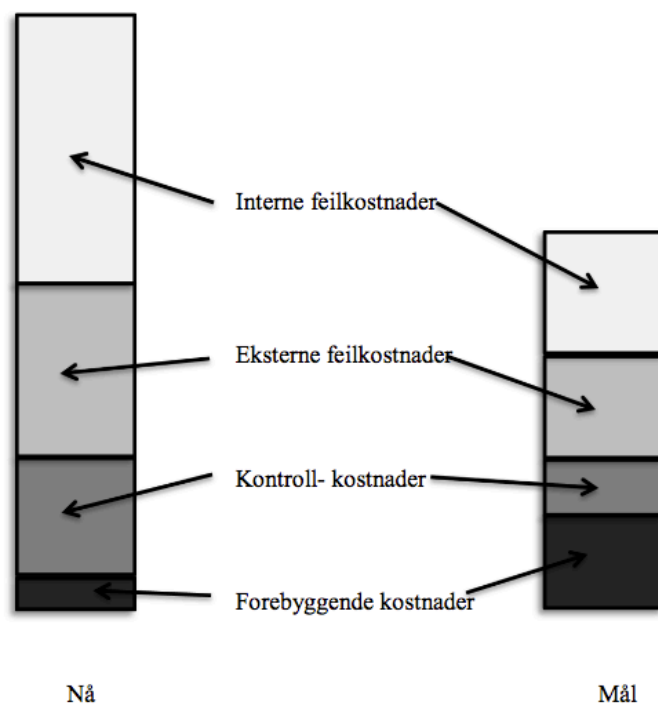 Interne feilkostnader
Eksterne feilkostnader
Kontroll- kostnader
Forebyggende kostnader
Nå
Mål